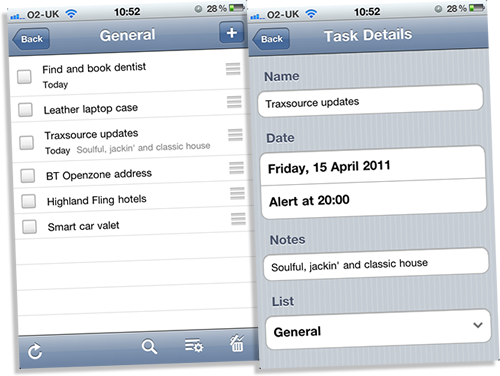 O2-UK 10:52 28%
Back General +
Find and book dentist
Today
Leather laptop case
Traxsource updates
Today Soulful, jackin' and classic house
BT Openzone address
Highland Fling hotels
Smart car valet
O2-UK 10:52 28%
Back Task Details
Name
Traxsource updates
Date
Friday, 15 April 2011
Alert at 20:00
Notes
Soulful, jackin' and classic house
List
General